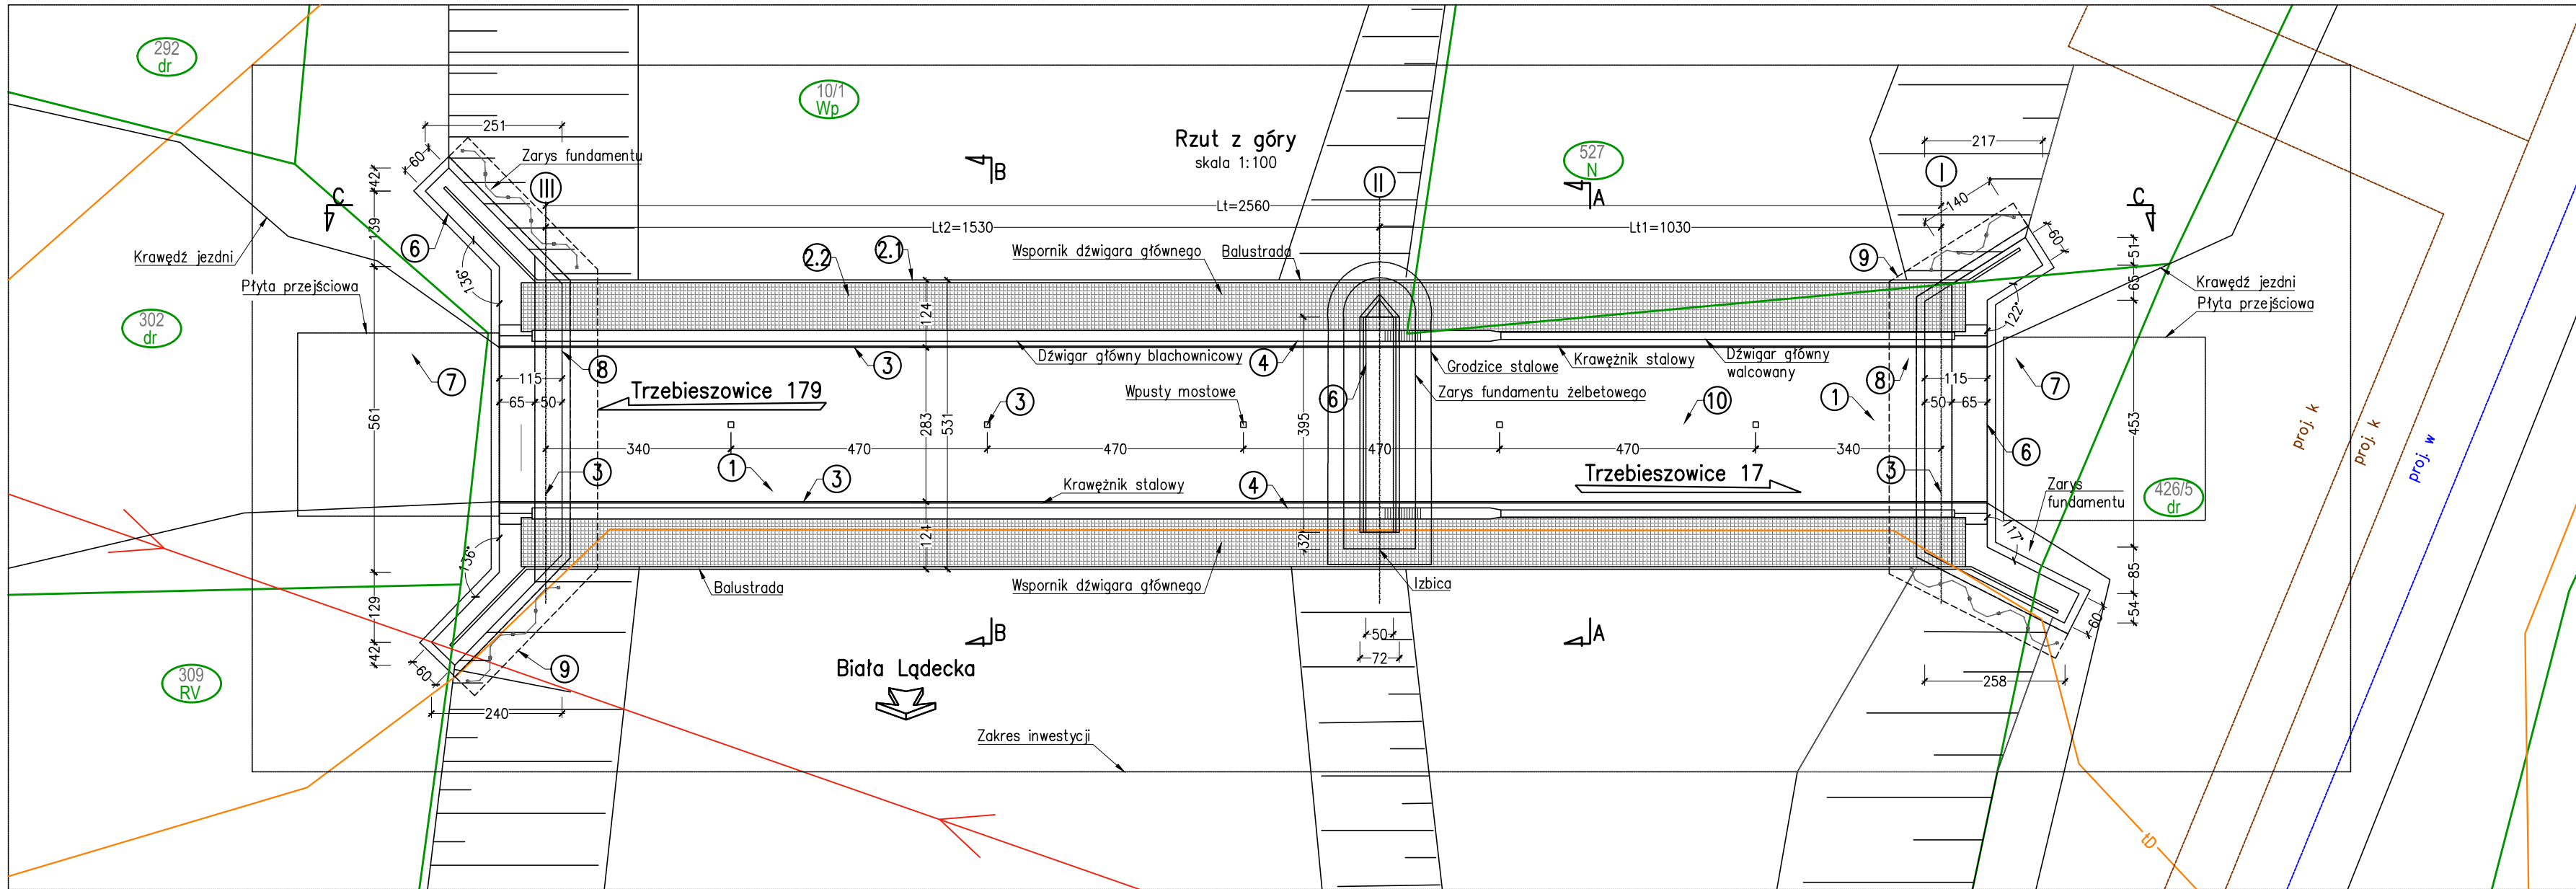 292
dr
10/1
Wp
Rzut z góry
skala 1:100
527
N
251
217
Zarys fundamentu
60
42
139
C
III
B
II
A
I
140
60
C
Lt=2560
Lt2=1530
Lt1=1030
51
65
6
136°
Krawędź jezdni
2.2
2.1
Wspornik dźwigara głównego
Balustrada
9
Krawędź jezdni
Płyta przejściowa
Płyta przejściowa
122°
302
dr
124
Dźwigar główny blachownicowy
3
4
Grodzice stalowe
Krawężnik stalowy
Dźwigar główny
walcowany
7
8
115
65
50
Trzebieszowice 179
3
Wpusty mostowe
6
Zarys fundamentu żelbetowego
10
8
1
115
50
65
7
561
283
531
395
453
340
470
470
470
470
340
6
3
1
3
Krawężnik stalowy
4
Trzebieszowice 17
3
Zarys
fundamentu
426/5
dr
proj. k
proj. k
proj. w
136°
124
32
117°
129
42
60
Balustrada
Wspornik dźwigara głównego
Izbica
85
54
60
309
RV
9
B
A
50
72
Biała Lądecka
240
258
Zakres inwestycji
tD